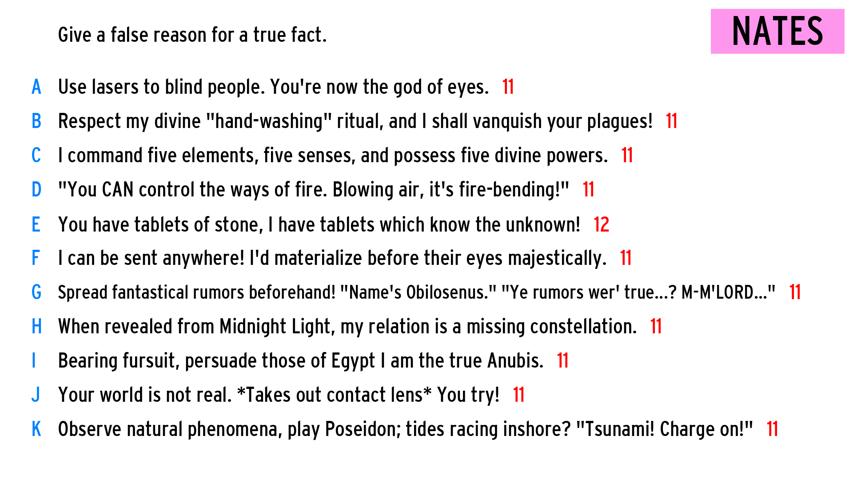 NATES
Give a false reason for a true fact.
A Use lasers to blind people. You're now the god of eyes. 11
B Respect my divine "hand-washing" ritual, and I shall vanquish your plagues! 11
C I command five elements, five senses, and possess five divine powers. 11
D "You CAN control the ways of fire. Blowing air, it's fire-bending!" 11
E You have tablets of stone, I have tablets which know the unknown! 12
F I can be sent anywhere! I'd materialize before their eyes majestically. 11
G Spread fantastical rumors beforehand! "Name's Obilosenus." "Ye rumors wer' true...? M-M'LORD..." 11
H When revealed from Midnight Light, my relation is a missing constellation. 11
I Bearing fursuit, persuade those of Egypt I am the true Anubis. 11
J Your world is not real. *Takes out contact lens* You try! 11
K Observe natural phenomena, play Poseidon; tides racing inshore? "Tsunami! Charge on!" 11